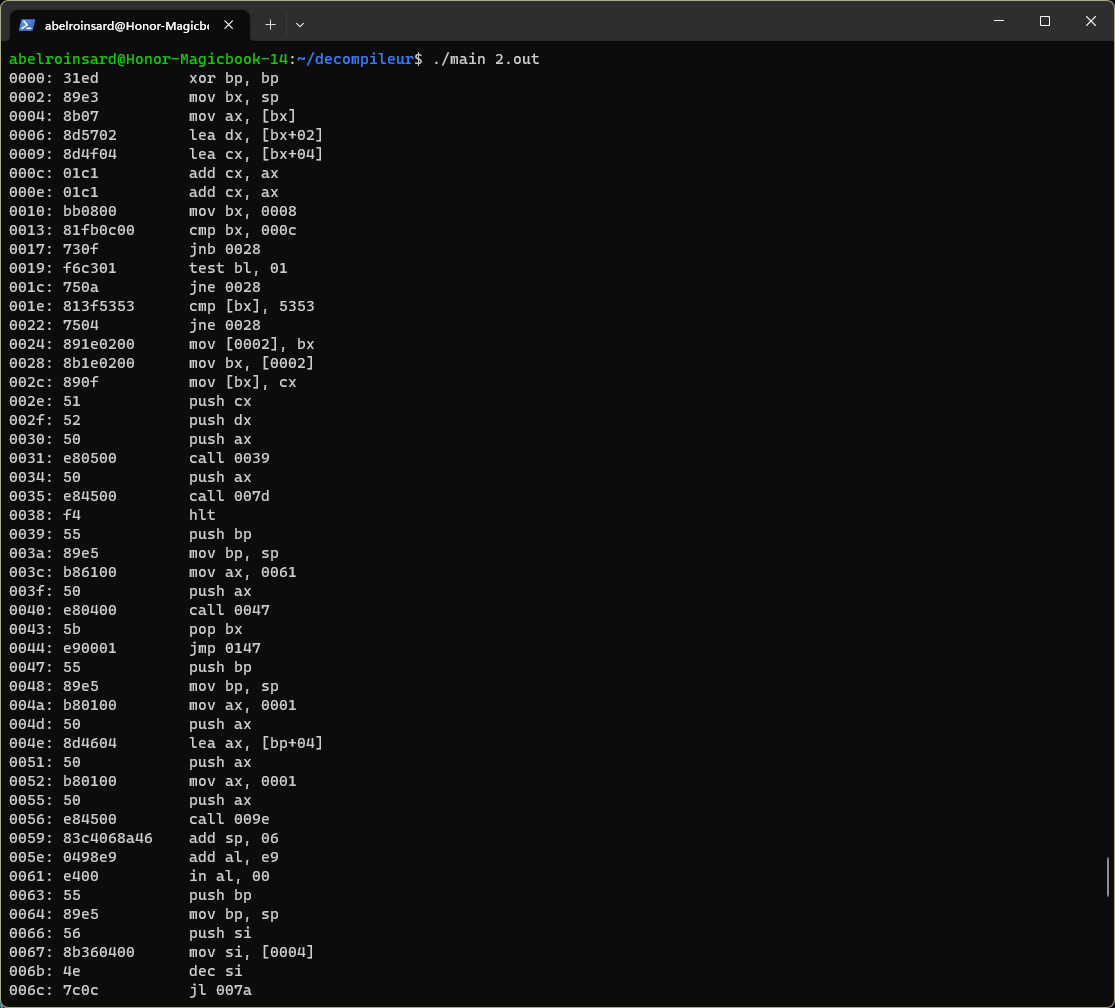 abelroinsard@Honor-Magicbo
abelroinsard@Honor-Magicbook-14:~/decompileur$ ./main 2.out
0000: 31ed          xor bp, bp
0002: 89e3          mov bx, sp
0004: 8b07          mov ax, [bx]
0006: 8d5702        lea dx, [bx+02]
0009: 8d4f04        lea cx, [bx+04]
000c: 01c1          add cx, ax
000e: 01c1          add cx, ax
0010: bb0800        mov bx, 0008
0013: 81fb0c00      cmp bx, 000c
0017: 730f          jnb 0028
0019: f6c301        test bl, 01
001c: 750a          jne 0028
001e: 813f5353      cmp [bx], 5353
0022: 7504          jne 0028
0024: 891e0200      mov [0002], bx
0028: 8b1e0200      mov bx, [0002]
002c: 890f          mov [bx], cx
002e: 51            push cx
002f: 52            push dx
0030: 50            push ax
0031: e80500        call 0039
0034: 50            push ax
0035: e84500        call 007d
0038: f4            hlt
0039: 55            push bp
003a: 89e5          mov bp, sp
003c: b86100        mov ax, 0061
003f: 50            push ax
0040: e80400        call 0047
0043: 5b            pop bx
0044: e90001        jmp 0147
0047: 55            push bp
0048: 89e5          mov bp, sp
004a: b80100        mov ax, 0001
004d: 50            push ax
004e: 8d4604        lea ax, [bp+04]
0051: 50            push ax
0052: b80100        mov ax, 0001
0055: 50            push ax
0056: e84500        call 009e
0059: 83c4068a46    add sp, 06
005e: 0498e9        add al, e9
0061: e400          in al, 00
0063: 55            push bp
0064: 89e5          mov bp, sp
0066: 56            push si
0067: 8b360400      mov si, [0004]
006b: 4e            dec si
006c: 7c0c          jl 007a